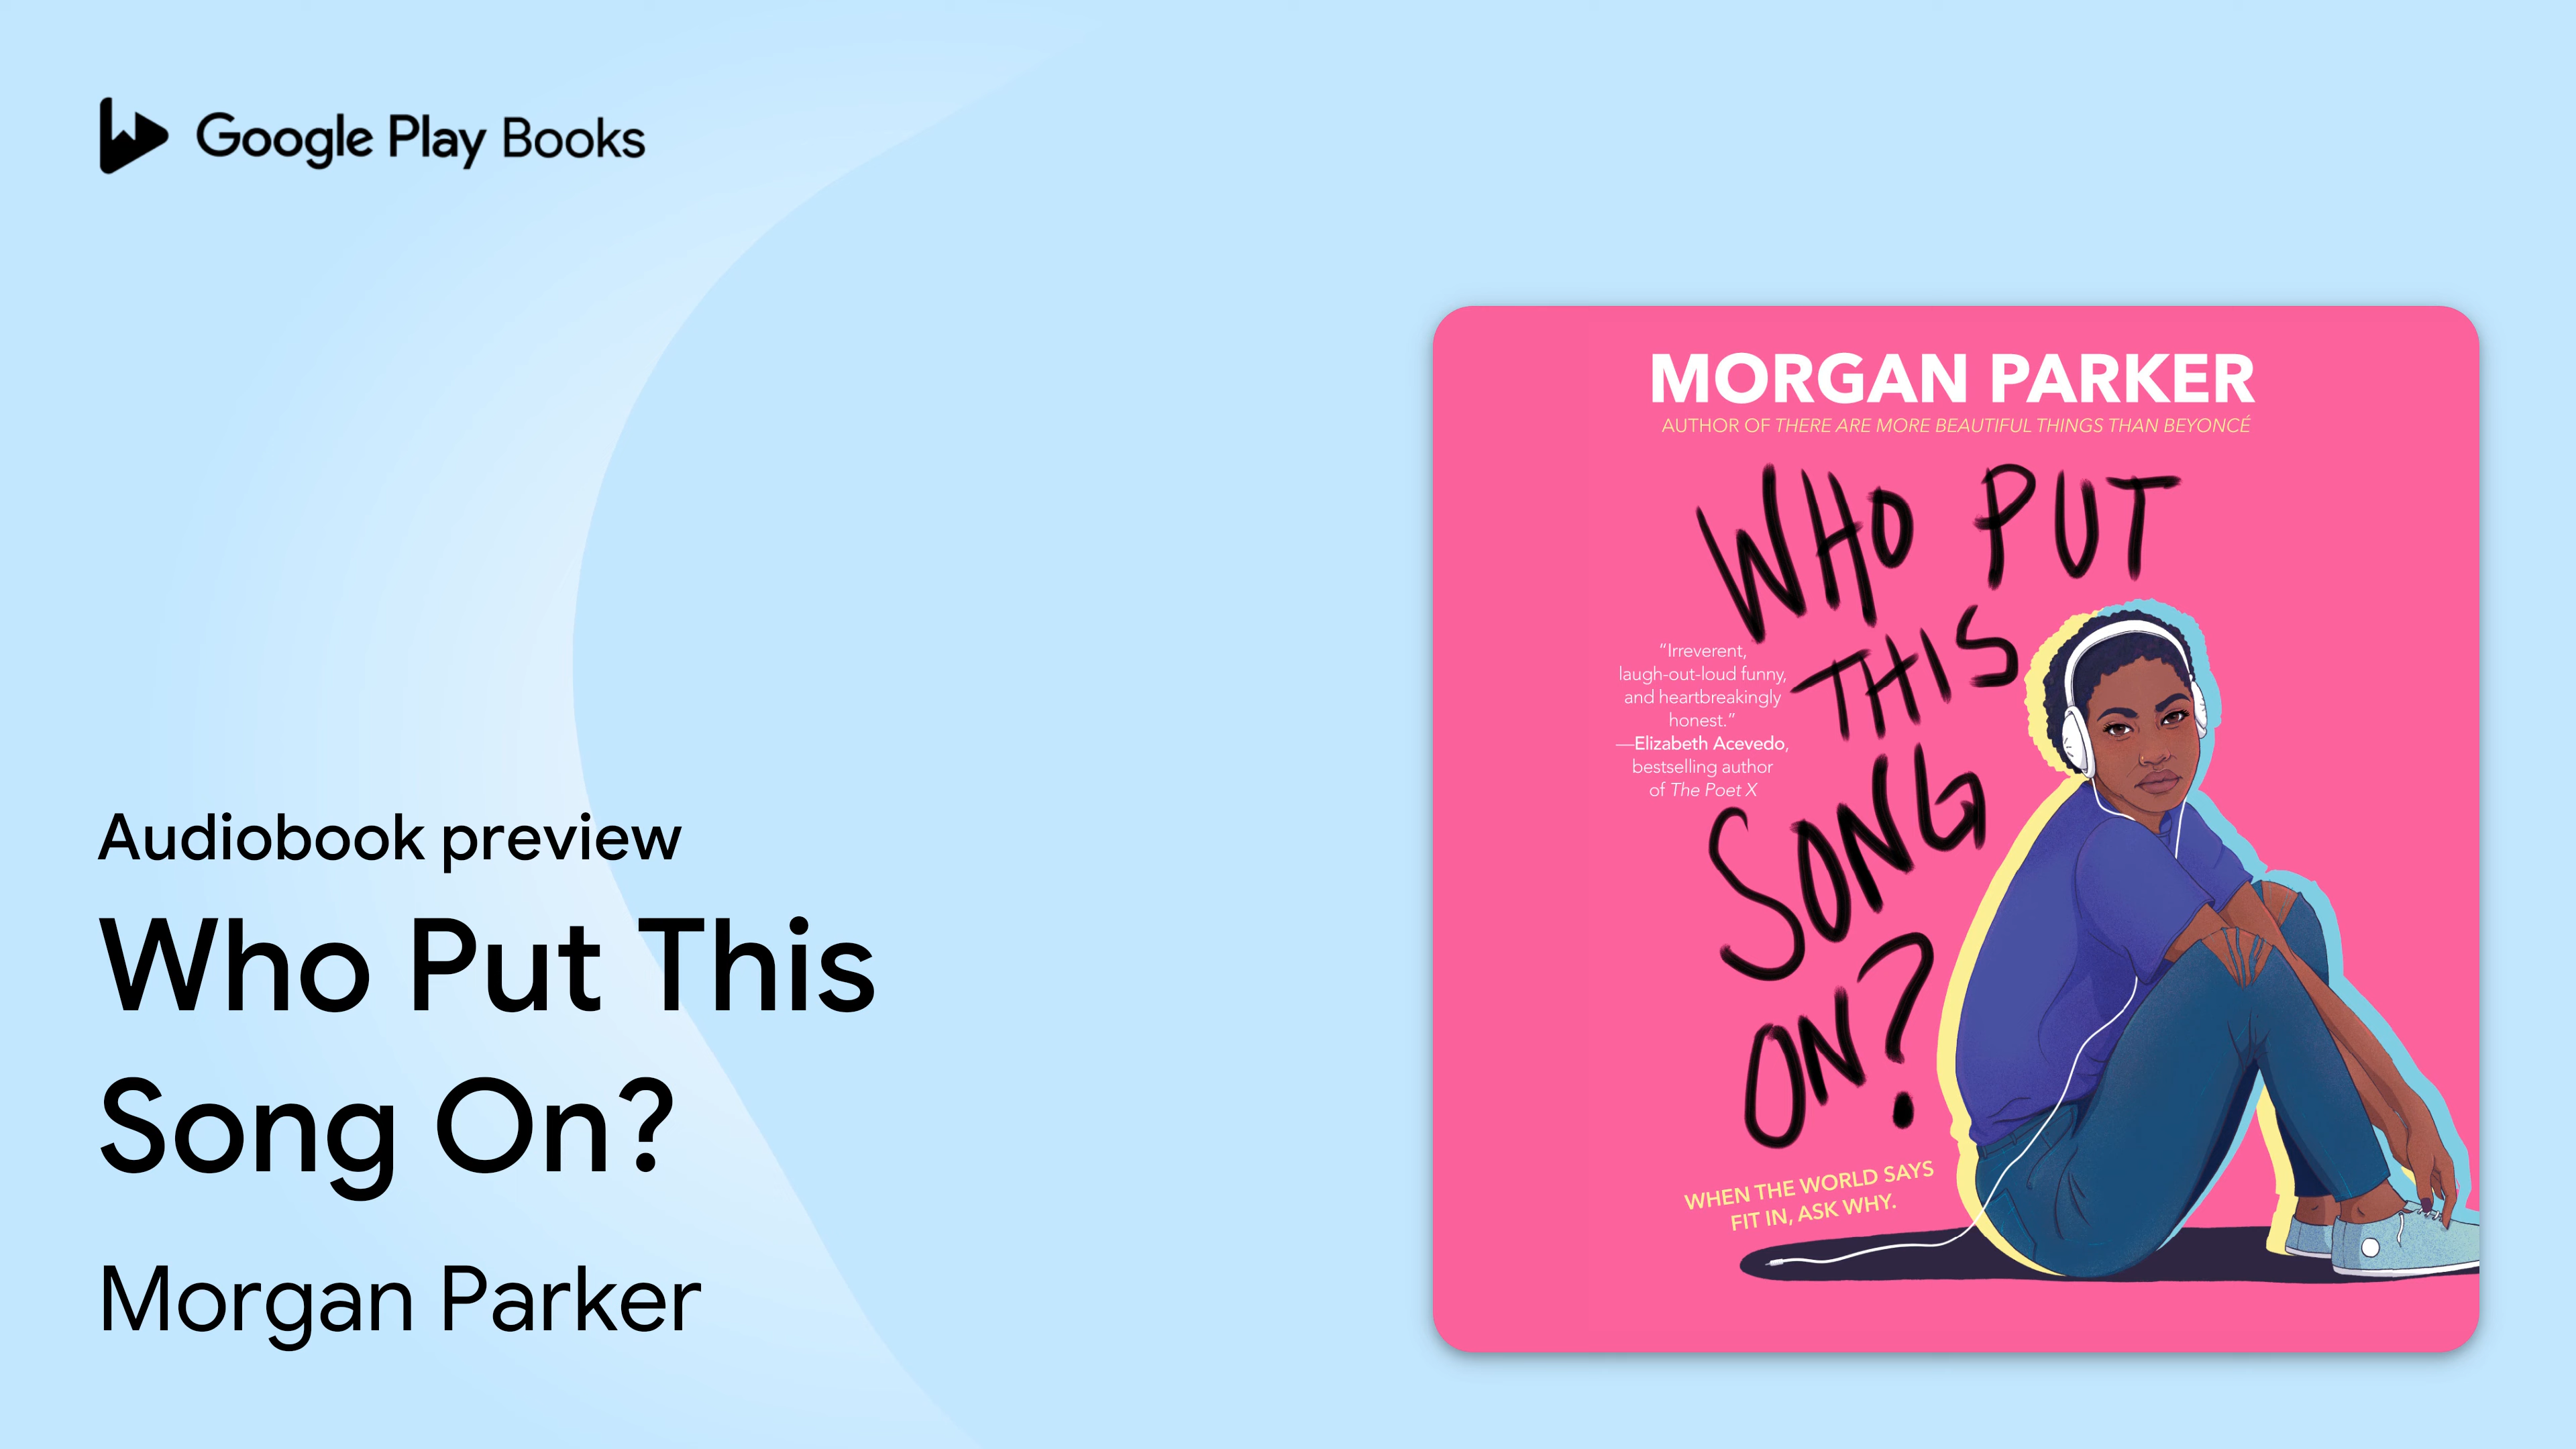 Google Play Books
Audiobook preview
Who Put This
Song On?
Morgan Parker
MORGAN PARKER
AUTHOR OF THERE ARE MORE BEAUTIFUL THINGS THAN BEYONCÉ
WHO PUT
THIS
SONG
ON?
“Irreverent,
laugh-out-loud funny,
and heartbreakingly
honest.”
—Elizabeth Acevedo,
bestselling author
of The Poet X
WHEN THE WORLD SAYS
FIT IN, ASK WHY.